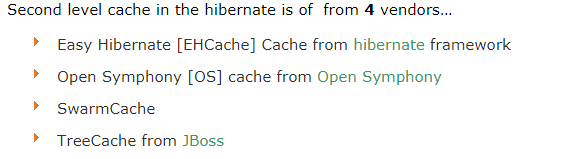 Second level cache in the hibernate is of from 4 vendors...
Easy Hibernate [EHCache] Cache from hibernate framework
Open Symphony [OS] cache from Open Symphony
SwarmCache
TreeCache from JBoss